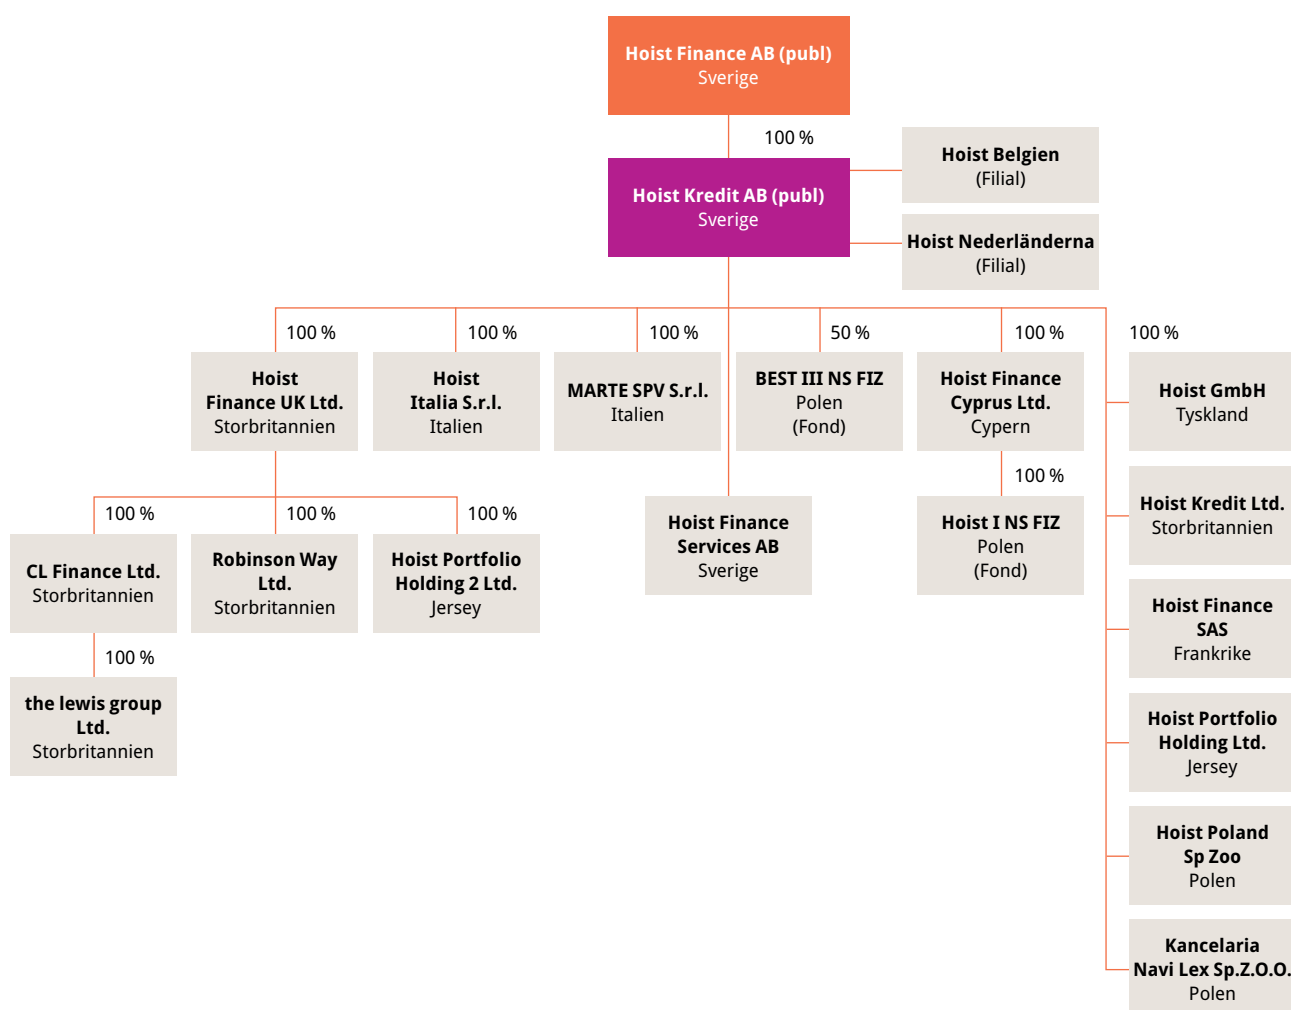 Hoist Finance AB (publ)
Sverige
100 %
Hoist Kredit AB (publ)
Sverige
Hoist Belgien
(Filial)
Hoist Nederländerna
(Filial)
100 %
Hoist
Finance UK Ltd.
Storbritannien
100 %
Hoist
Italia S.r.l.
Italien
100 %
MARTE SPV S.r.l.
Italien
50 %
BEST III NS FIZ
Polen
(Fond)
100 %
Hoist Finance
Cyprus Ltd.
Cypern
100 %
Hoist GmbH
Tyskland
100 %
CL Finance Ltd.
Storbritannien
100 %
Robinson Way
Ltd.
Storbritannien
100 %
Hoist Portfolio
Holding 2 Ltd.
Jersey
Hoist Finance
Services AB
Sverige
100 %
Hoist I NS FIZ
Polen
(Fond)
Hoist Kredit Ltd.
Storbritannien
Hoist Finance
SAS
Frankrike
100 %
the lewis group
Ltd.
Storbritannien
Hoist Portfolio
Holding Ltd.
Jersey
Hoist Poland
Sp Zoo
Polen
Kancelaria
Navi Lex Sp.Z.O.O.
Polen